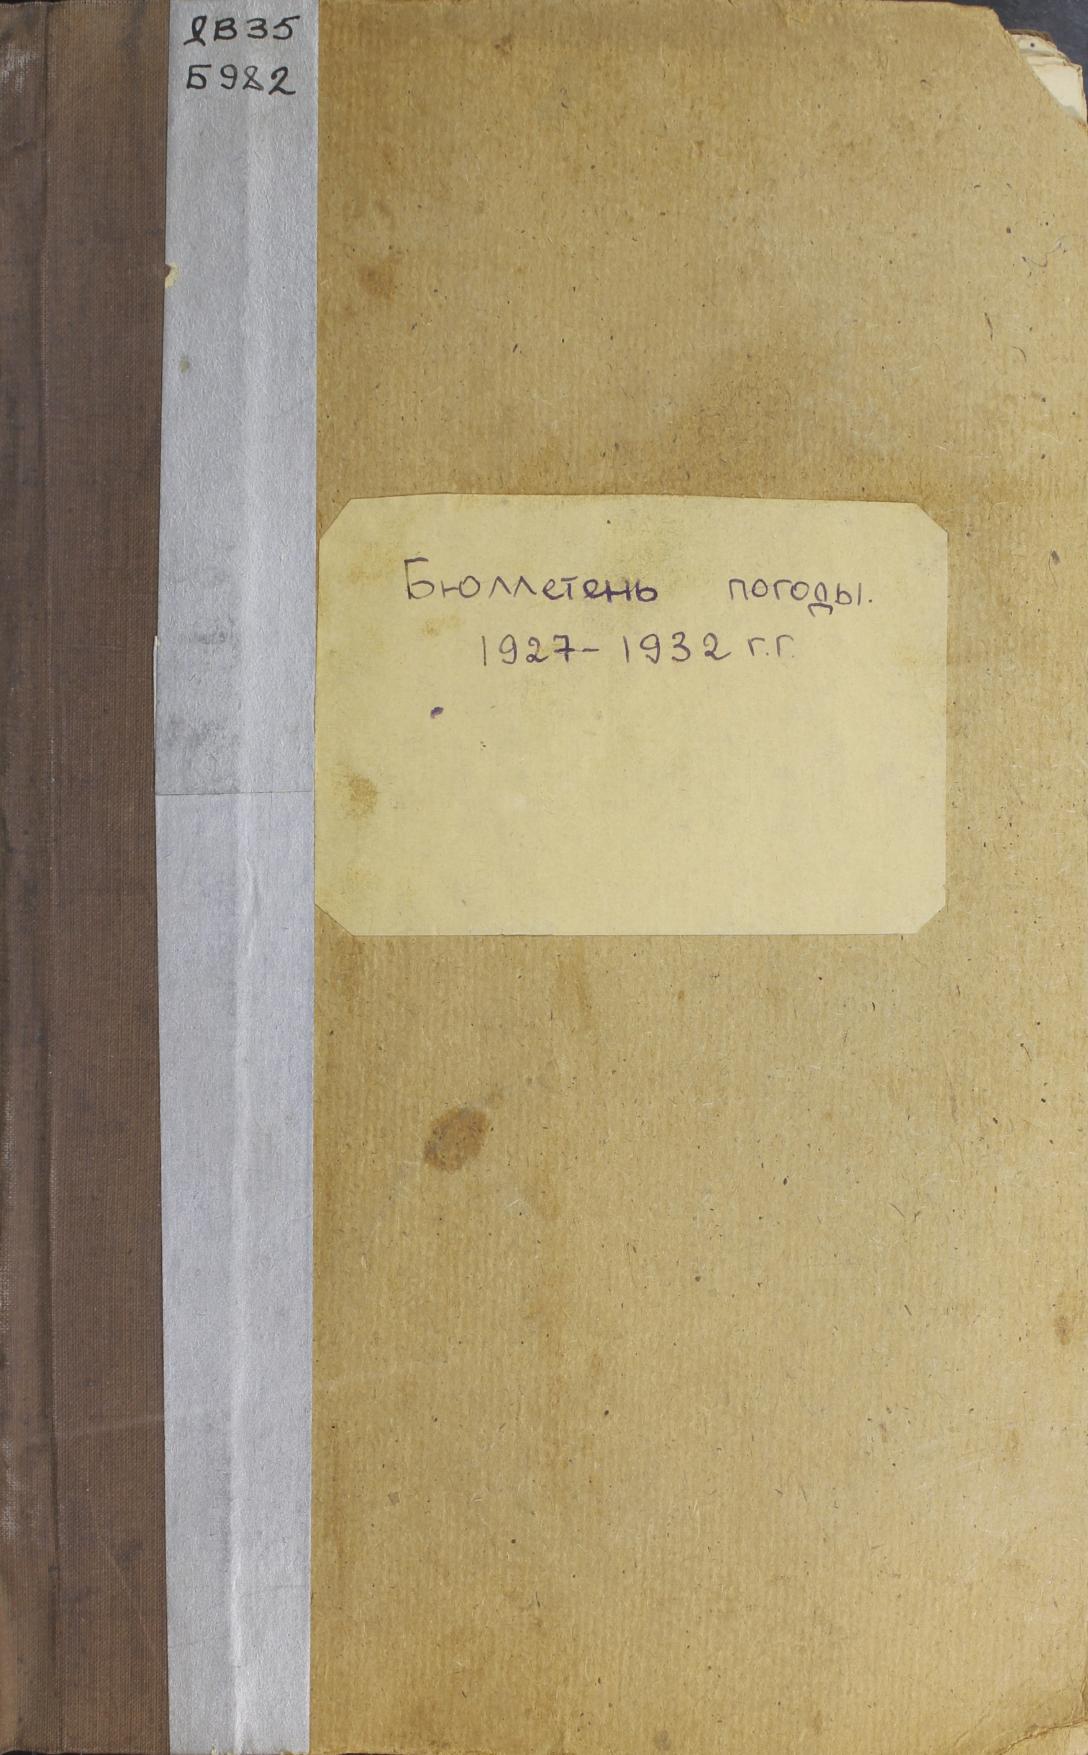 2В35
Б982
Бюллетень погоды.
1927-1932 г.г.